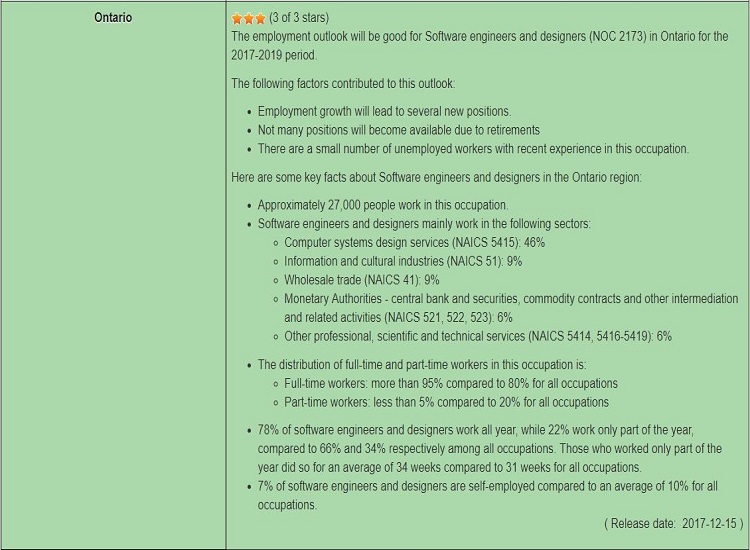 Ontario
(3 of 3 stars)
The employment outlook will be good for Software engineers and designers (NOC 2173) in Ontario for the
2017-2019 period.
The following factors contributed to this outlook:
• Employment growth will lead to several new positions.
• Not many positions will become available due to retirements
• There are a small number of unemployed workers with recent experience in this occupation.
Here are some key facts about Software engineers and designers in the Ontario region:
• Approximately 27,000 people work in this occupation.
• Software engineers and designers mainly work in the following sectors:
◦ Computer systems design services (NAICS 5415): 46%
◦ Information and cultural industries (NAICS 51): 9%
◦ Wholesale trade (NAICS 41): 9%
◦ Monetary Authorities - central bank and securities, commodity contracts and other intermediation
and related activities (NAICS 521, 522, 523): 6%
◦ Other professional, scientific and technical services (NAICS 5414, 5416-5419): 6%
• The distribution of full-time and part-time workers in this occupation is:
◦ Full-time workers: more than 95% compared to 80% for all occupations
◦ Part-time workers: less than 5% compared to 20% for all occupations
• 78% of software engineers and designers work all year, while 22% work only part of the year,
compared to 66% and 34% respectively among all occupations. Those who worked only part of the
year did so for an average of 34 weeks compared to 31 weeks for all occupations.
• 7% of software engineers and designers are self-employed compared to an average of 10% for all
occupations.
( Release date: 2017-12-15 )